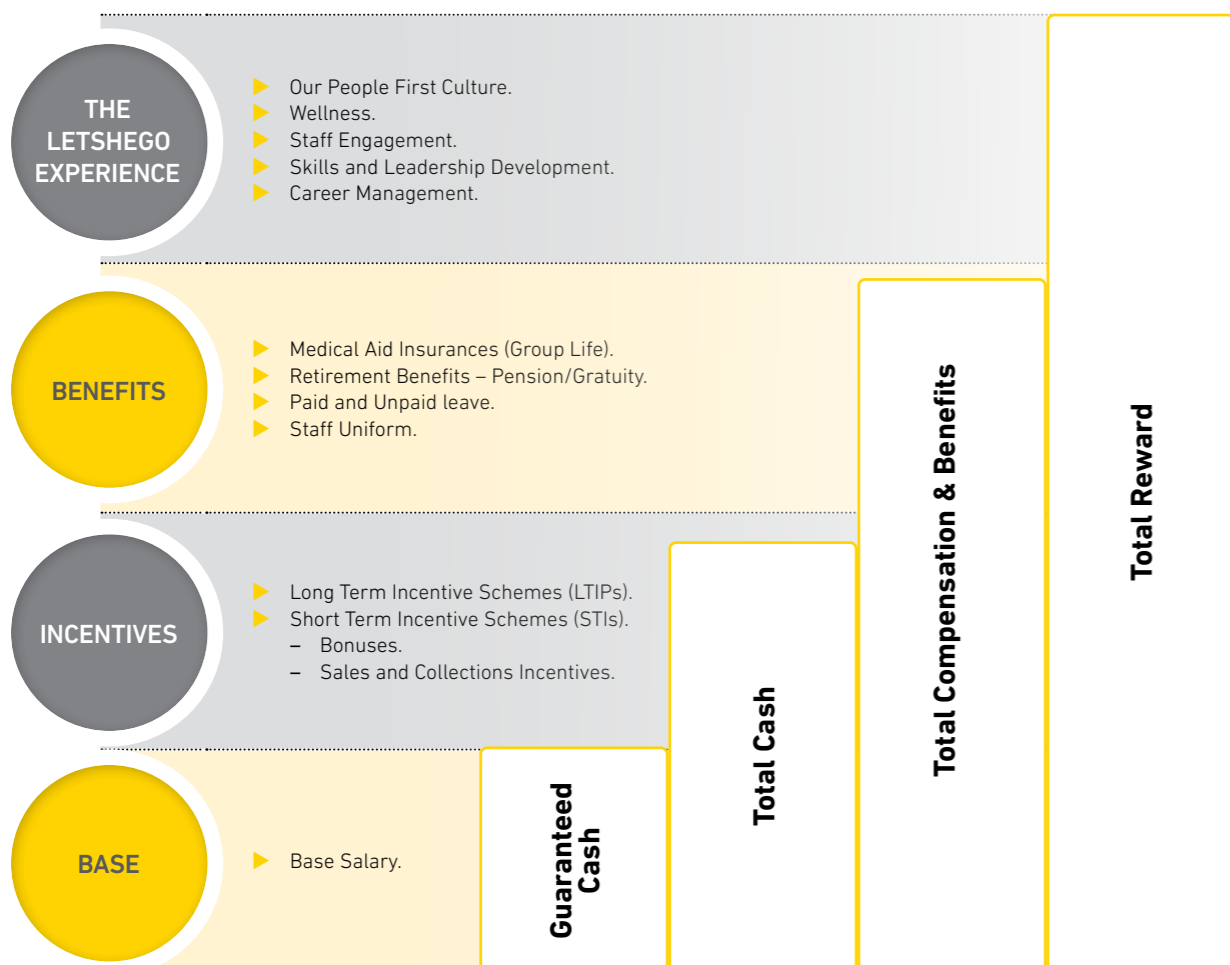 THE
LETSHEGO
EXPERIENCE
Our People First Culture.
Wellness.
Staff Engagement.
Skills and Leadership Development.
Career Management.
BENEFITS
Medical Aid Insurances (Group Life).
Retirement Benefits – Pension/Gratuity.
Paid and Unpaid leave.
Staff Uniform.
INCENTIVES
Long Term Incentive Schemes (LTIPs).
Short Term Incentive Schemes (STIs).
– Bonuses.
– Sales and Collections Incentives.
BASE
Base Salary.
Guaranteed
Cash
Total Cash
Total Compensation & Benefits
Total Reward